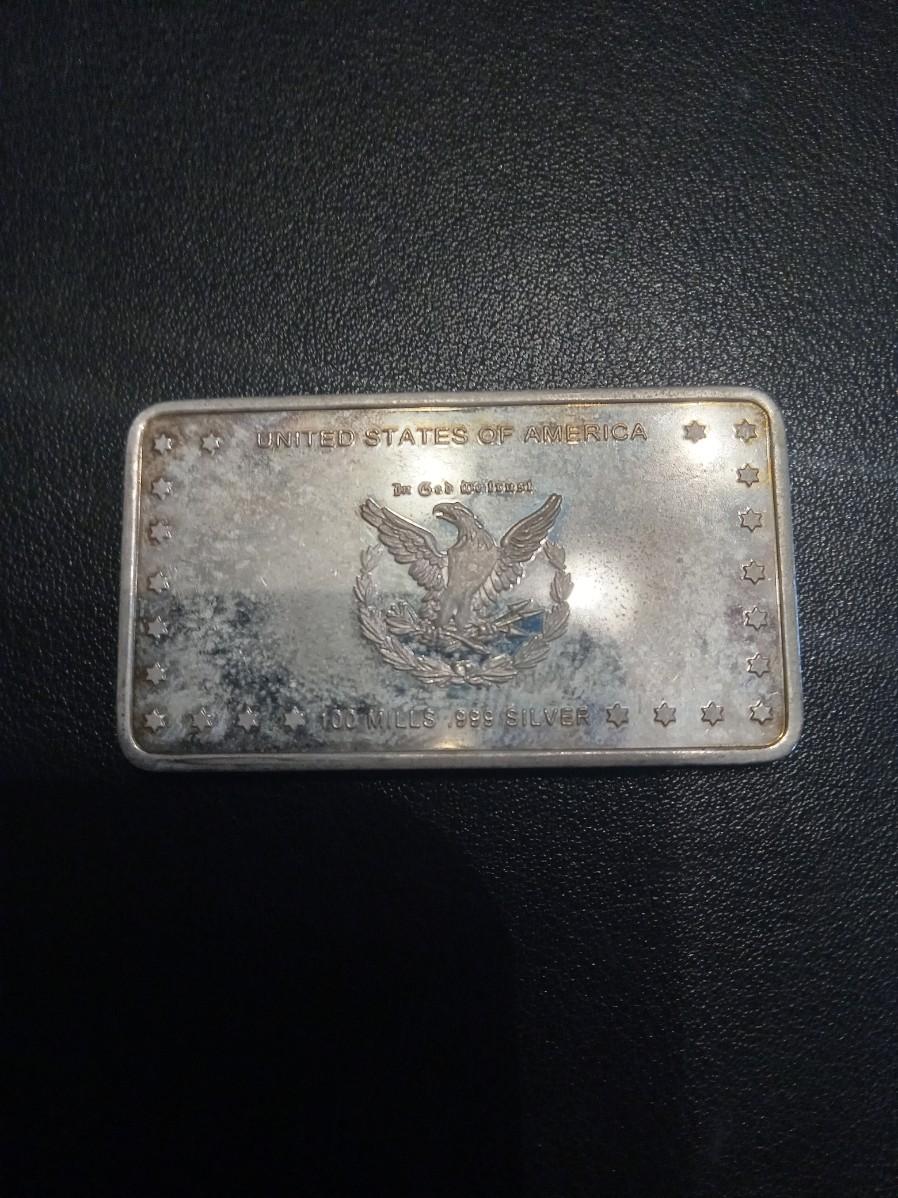 UNITED STATES OF AMERICA
In God We trust
100 MILLS .999 SILVER